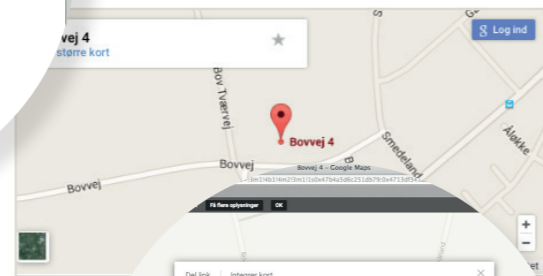 vej 4
større kort
Log ind
Bov Tværvej
Bovvej 4
Smedeland
Åløkke
Bovvej
Bovvej 4 – Google Maps
Bovvej
Få flere oplysninger OK
+
−
Del link Integrer kort